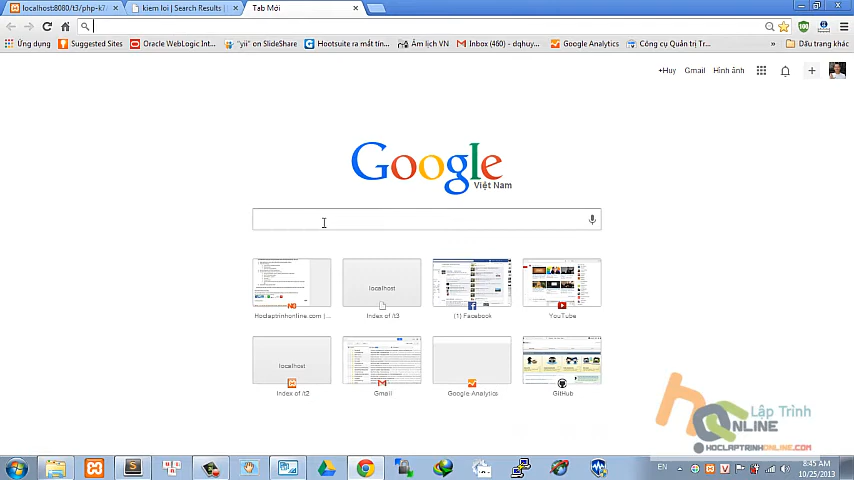 localhost:8080/t3/php-k7
kiem loi | Search Results |
Tab Mới
Ứng dụng
Suggested Sites
Oracle WebLogic Int...
"yii" on SlideShare
Hootsuite ra mắt tín...
Âm lịch VN
Inbox (460) - dqhuy...
Google Analytics
Công cụ Quản trị Tr...
»
Dấu trang khác
+Huy
Gmail
Hình ảnh
Google
Việt Nam
localhost
Hoclaptrinhonline.com |...
Index of /t3
(1) Facebook
YouTube
localhost
Index of /t2
Gmail
Google Analytics
GitHub
Lập Trình
ONLINE
HOCLAPTRINHONLINE.COM
EN
8:45 AM
10/25/2013